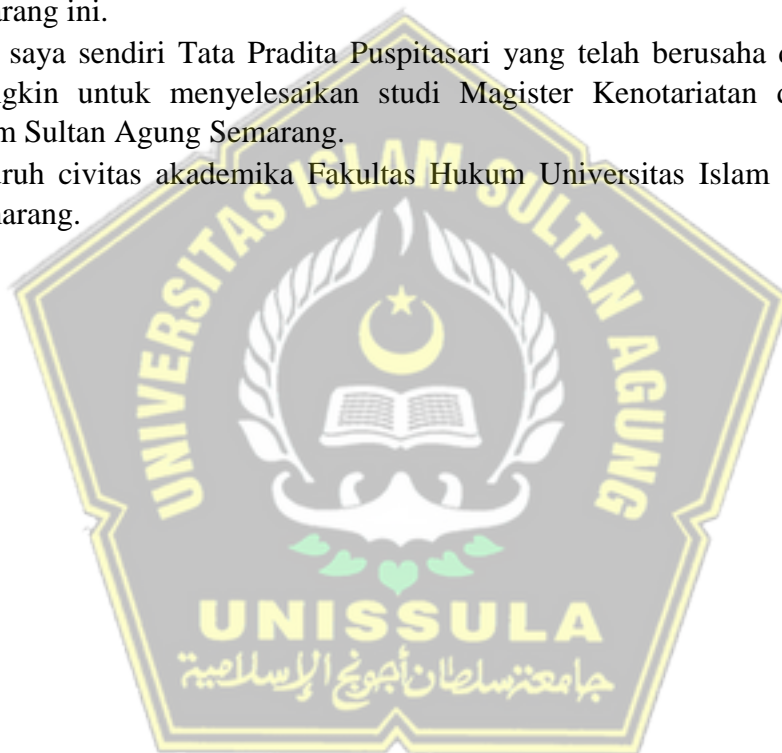 arang ini.
saya sendiri Tata Pradita Puspitasari yang telah berusaha
gkin untuk menyelesaikan studi Magister Kenotariatan
m Sultan Agung Semarang.
ruh civitas akademika Fakultas Hukum Universitas Islam
arang.
UNIVERSITAS ISLAM SULTAN AGUNG
UNISSULA
جامعة سلطان أجونج الإسلامية